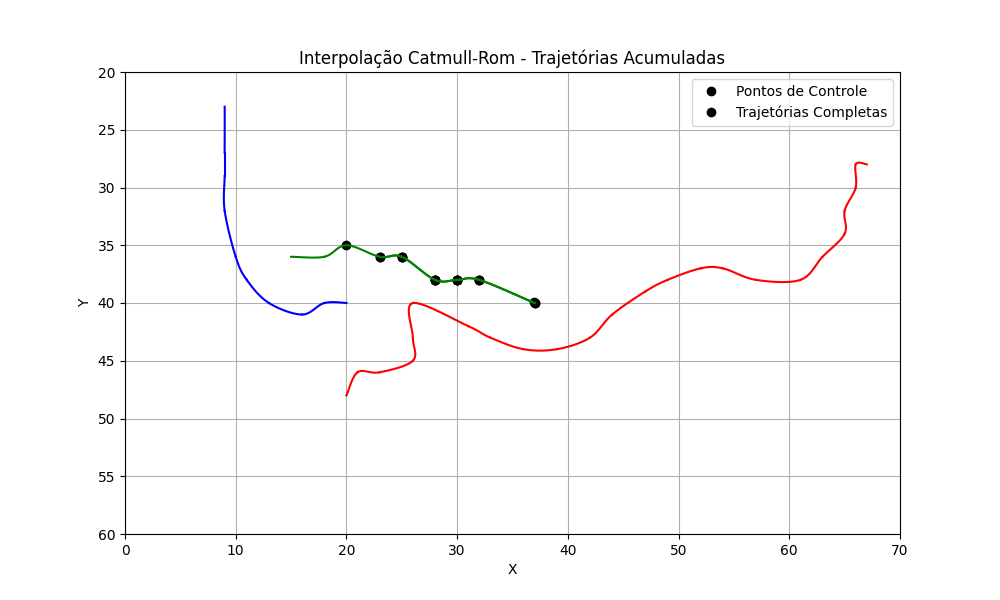 Interpolação Catmull-Rom - Trajetórias Acumuladas
Pontos de Controle
Trajetórias Completas
20
25
30
35
40
45
50
55
60
Y
0 10 20 30 40 50 60 70
X